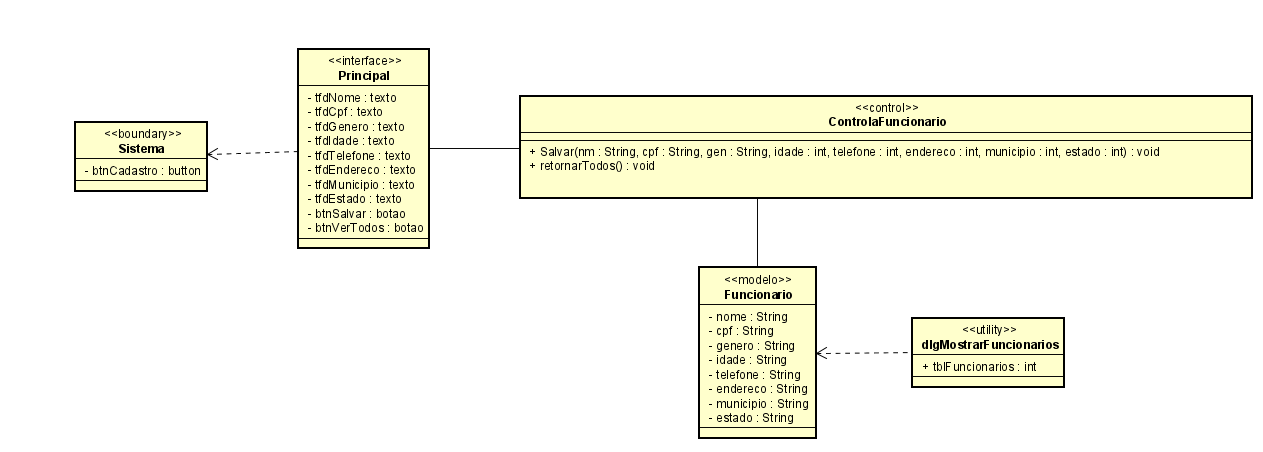 <<boundary>>
Sistema
- btnCadastro : button
<<interface>>
Principal
- tfdNome : texto
- tfdCpf : texto
- tfdGenero : texto
- tfdIdade : texto
- tfdTelefone : texto
- tfdEndereco : texto
- tfdMunicipio : texto
- tfdEstado : texto
- btnSalvar : botao
- btnVerTodos : botao
<<control>>
ControlaFuncionario
+ Salvar(nm : String, cpf : String, gen : String, idade : int, telefone : int, endereco : int, municipio : int, estado : int) : void
+ retornarTodos() : void
<<modelo>>
Funcionario
- nome : String
- cpf : String
- genero : String
- idade : String
- telefone : String
- endereco : String
- municipio : String
- estado : String
<<utility>>
dlgMostrarFuncionarios
+ tblFuncionarios : int